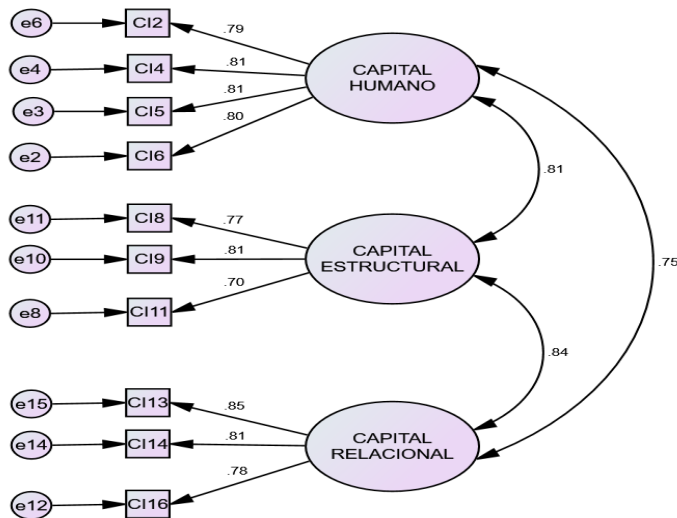 e6 CI2 .79
e4 CI4 .81
e3 CI5 .81
e2 CI6 .80
CAPITAL
HUMANO
.81
e11 CI8 .77
e10 CI9 .81
e8 CI11 .70
CAPITAL
ESTRUCTURAL
.75
.84
e15 CI13 .85
e14 CI14 .81
e12 CI16 .78
CAPITAL
RELACIONAL